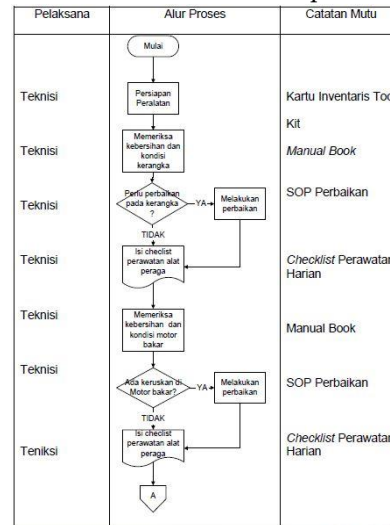 Pelaksana
Alur Proses
Catatan Mutu
Mulai
Teknisi
Persiapan
Peralatan
Kartu Inventaris Too
Kit
Teknisi
Memeriksa
kebersihan dan
kondisi
kerangka
Manual Book
Teknisi
Perlu perbaikan
pada kerangka
?
YA
Melakukan
perbaikan
SOP Perbaikan
TIDAK
Teknisi
Isi checlist
perawatan alat
peraga
Checklist Perawatan
Harian
Teknisi
Memeriksa
kebersihan dan
kondisi motor
bakar
Manual Book
Teknisi
Ada keruskan di
Motor bakar?
YA
Melakukan
perbaikan
SOP Perbaikan
TIDAK
Teniksi
Isi checlist
perawatan alat
peraga
Checklist Perawatan
Harian
A